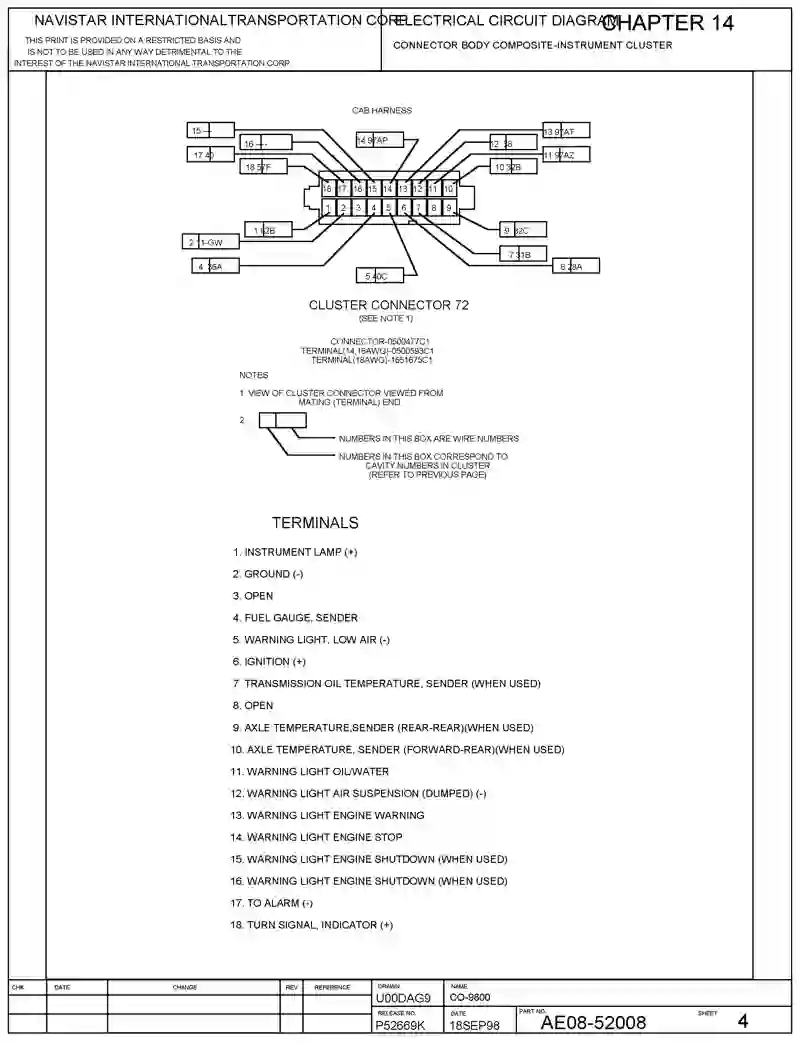 NAVISTAR INTERNATIONALTRANSPORTATION CORP.
ELECTRICAL CIRCUIT DIAGRAM
CHAPTER 14
THIS PRINT IS PROVIDED ON A RESTRICTED BASIS AND
IS NOT TO BE USED IN ANY WAY DETRIMENTAL TO THE
INTEREST OF THE NAVISTAR INTERNATIONAL TRANSPORTATION CORP.
CONNECTOR BODY COMPOSITE-INSTRUMENT CLUSTER
CAB HARNESS
15 ---
16 ---
14 97AP
13 97AT
12 58
17 40
11 97AZ
18 57F
10 32B
18 17 16 15 14 13 12 11 10
1 2 3 4 5 6 7 8 9
1 62B
9 32C
2 11-GW
7 31B
4 36A
5 40C
6 29A
CLUSTER CONNECTOR 72
(SEE NOTE 1)
CONNECTOR-0500477C1
TERMINAL(14,16AWG)-0500593C1
TERMINAL(18AWG)-1651675C1
NOTES
1 VIEW OF CLUSTER CONNECTOR VIEWED FROM
MATING (TERMINAL) END
2
NUMBERS IN THIS BOX ARE WIRE NUMBERS
NUMBERS IN THIS BOX CORRESPOND TO
CAVITY NUMBERS IN CLUSTER
(REFER TO PREVIOUS PAGE)
TERMINALS
1. INSTRUMENT LAMP (+)
2. GROUND (-)
3. OPEN
4. FUEL GAUGE, SENDER
5. WARNING LIGHT, LOW AIR (-)
6. IGNITION (+)
7 TRANSMISSION OIL TEMPERATURE, SENDER (WHEN USED)
8. OPEN
9. AXLE TEMPERATURE,SENDER (REAR-REAR)(WHEN USED)
10. AXLE TEMPERATURE, SENDER (FORWARD-REAR)(WHEN USED)
11. WARNING LIGHT OIL/WATER
12. WARNING LIGHT AIR SUSPENSION (DUMPED) (-)
13. WARNING LIGHT ENGINE WARNING
14. WARNING LIGHT ENGINE STOP
15. WARNING LIGHT ENGINE SHUTDOWN (WHEN USED)
16. WARNING LIGHT ENGINE SHUTDOWN (WHEN USED)
17. TO ALARM (-)
18. TURN SIGNAL, INDICATOR (+)
CHK DATE CHANGE REV REFERENCE
DRAWN
U00DAG9
NAME
CO-9800
RELEASE NO.
P52669K
DATE
18SEP98
PART NO.
AE08-52008
SHEET
4